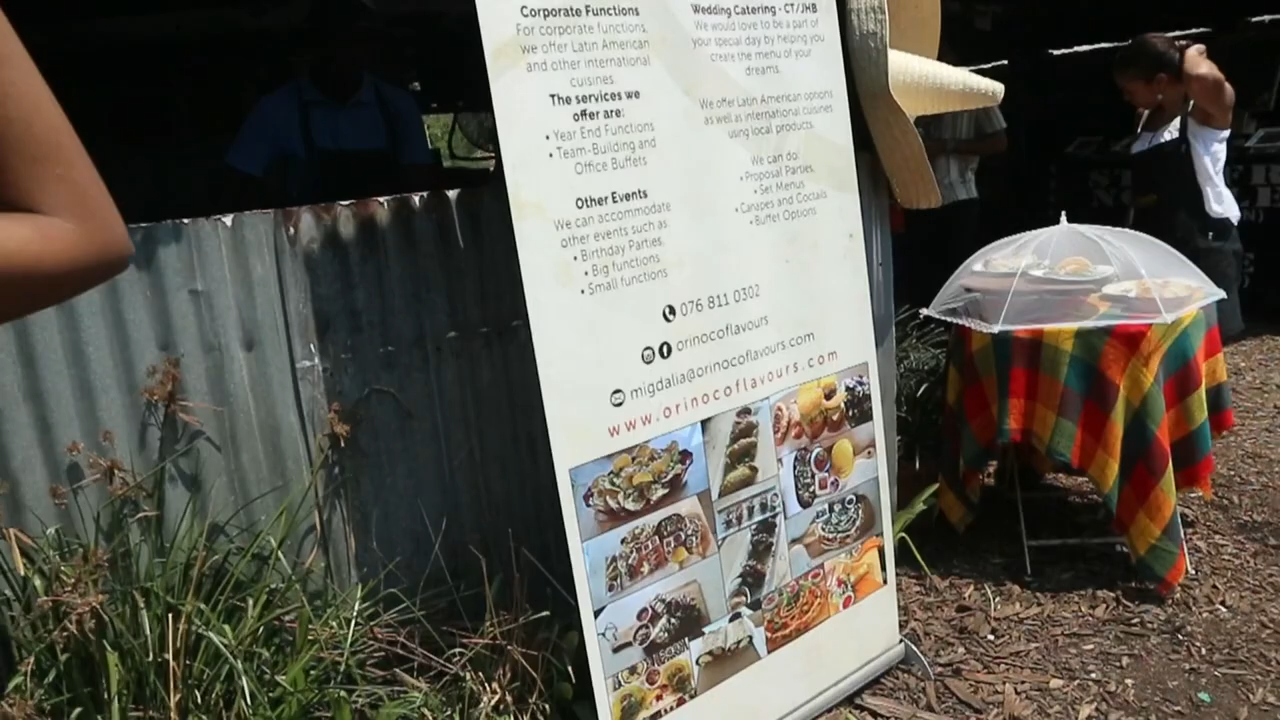 Corporate Functions
For corporate functions,
we offer Latin American
and other international
cuisines.
The services we
offer are:
• Year End Functions
• Team-Building and
Office Buffets
Other Events
We can accommodate
other events such as:
• Birthday Parties,
• Big functions
• Small functions
Wedding Catering - CT/JHB
We would love to be a part of
your special day by helping you
create the menu of your
dreams.
We offer Latin American options
as well as international cuisines
using local products.
We can do:
• Proposal Parties,
• Set Menus
• Canapes and Coctails
• Buffet Options
076 811 0302
orinocoflavours
migdalia@orinocoflavours.com
www.orinocoflavours.com